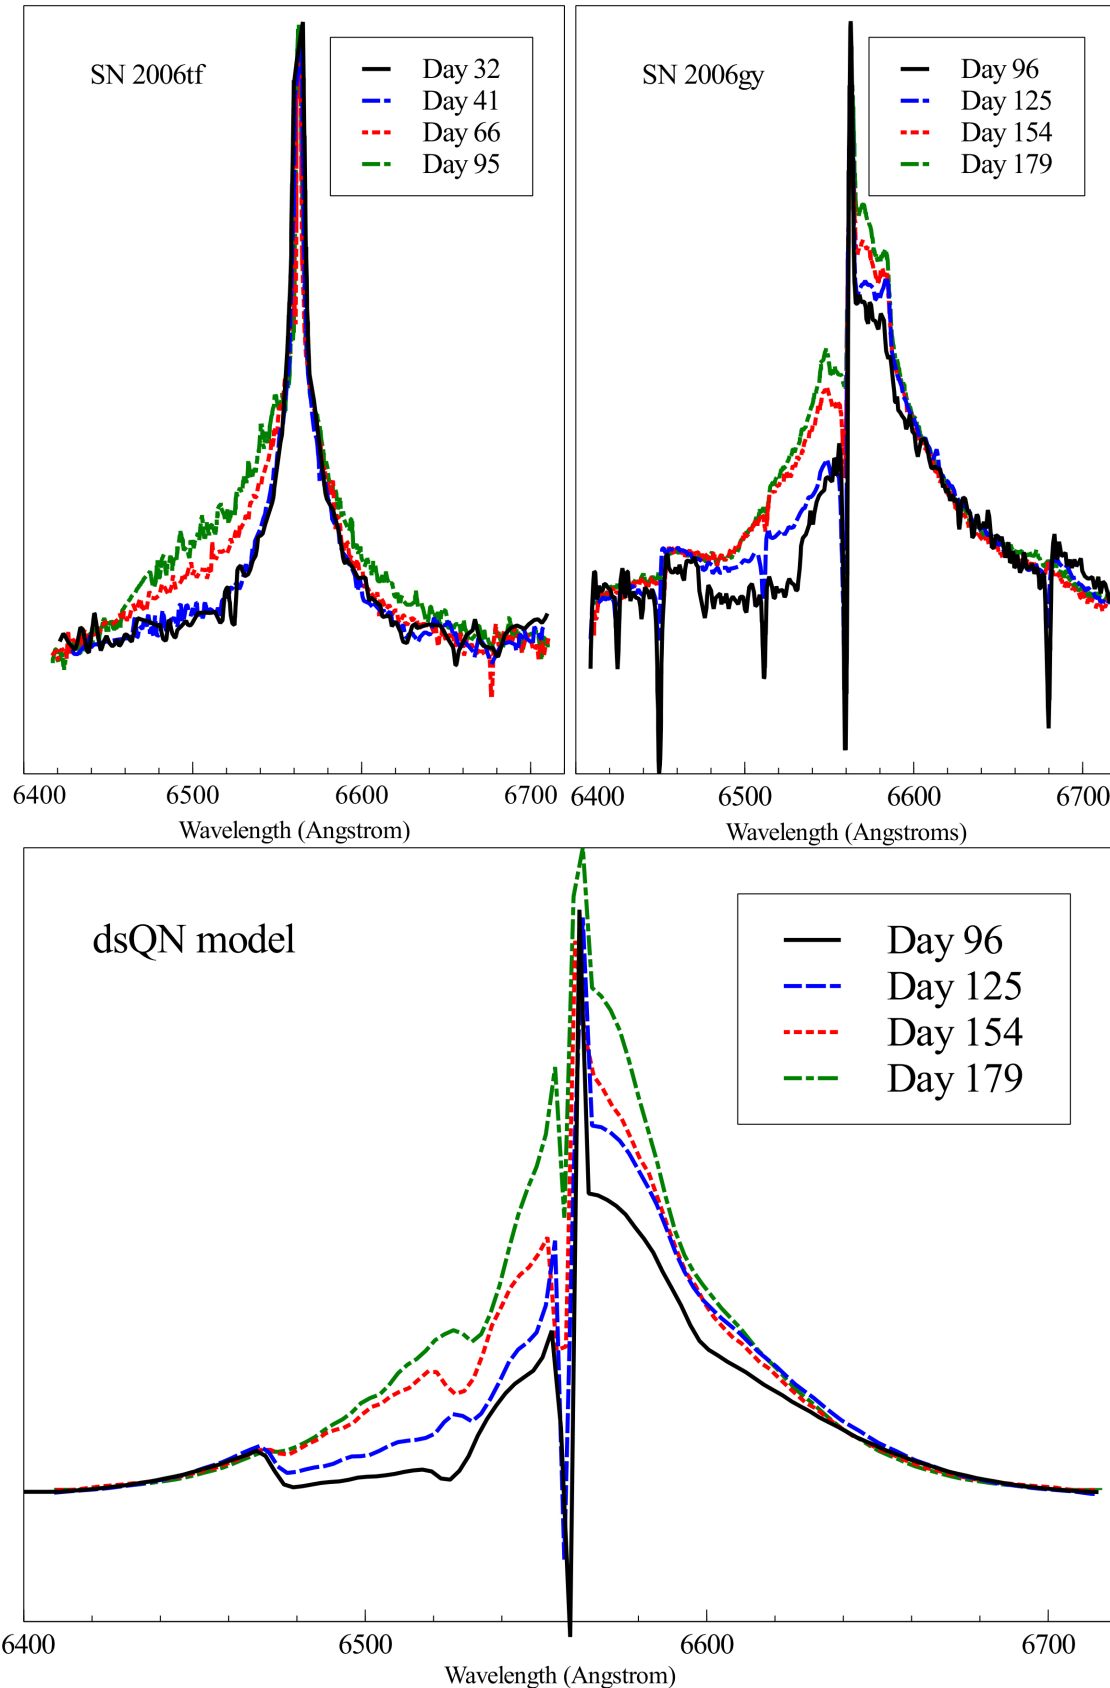 SN 2006tf
Day 32
Day 41
Day 66
Day 95
6400 6500 6600 6700
Wavelength (Angstrom)
SN 2006gy
Day 96
Day 125
Day 154
Day 179
6400 6500 6600 6700
Wavelength (Angstroms)
dsQN model
Day 96
Day 125
Day 154
Day 179
6400 6500 6600 6700
Wavelength (Angstrom)